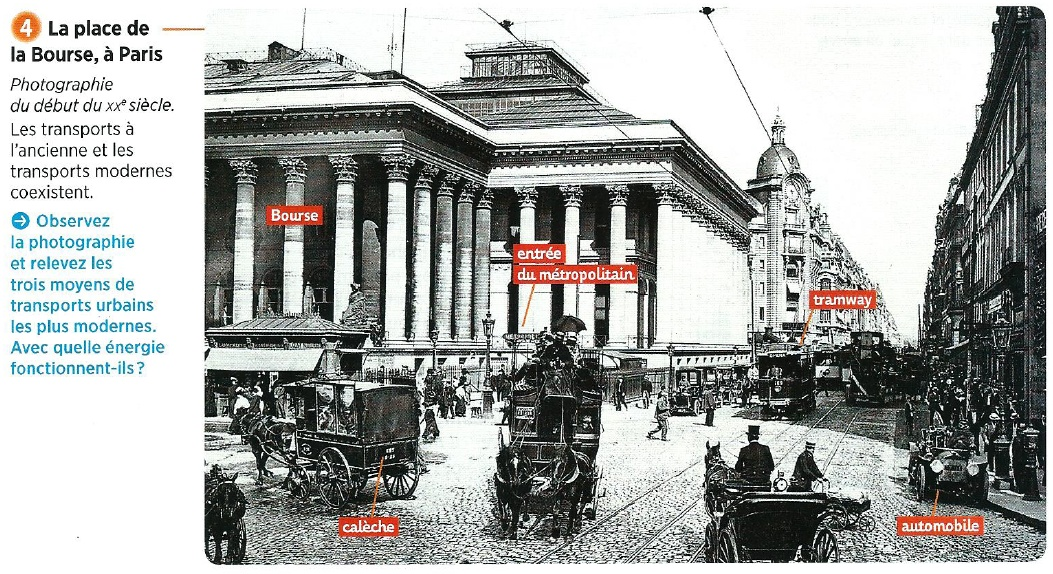 4 La place de
la Bourse, à Paris
Photographie
du début du XXe siècle.
Les transports à
l'ancienne et les
transports modernes
coexistent.
➔ Observez
la photographie
et relevez les
trois moyens de
transports urbains
les plus modernes.
Avec quelle énergie
fonctionnent-ils ?
Bourse
entrée
du métropolitain
tramway
calèche
automobile